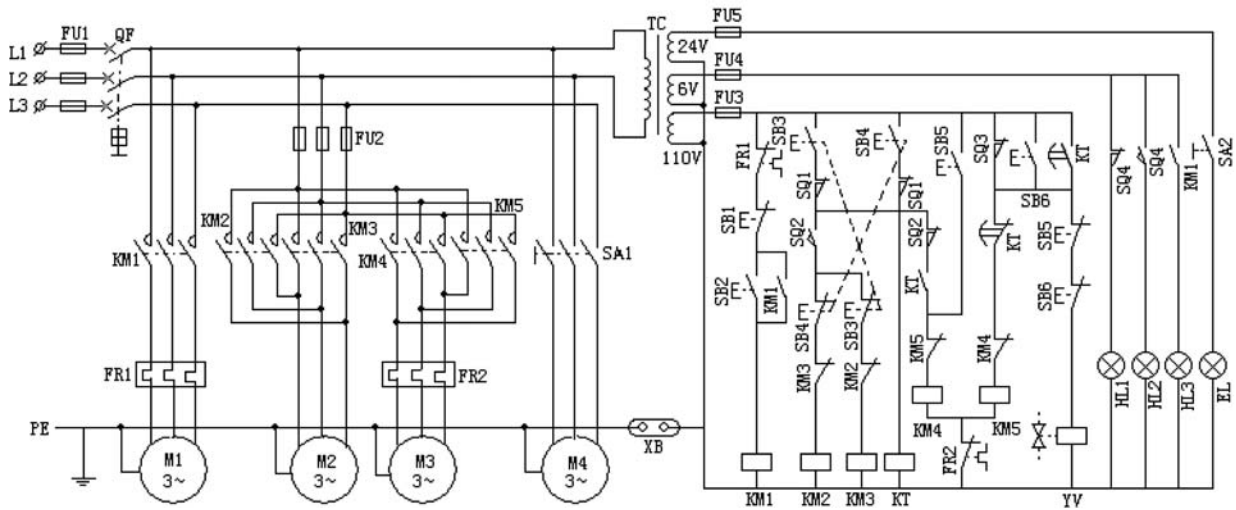 L1
FU1
QF
L2
L3
FU2
KM1
KM2
KM3
KM4
KM5
SA1
FR1
FR2
PE
M1
3~
M2
3~
M3
3~
M4
3~
XB
TC
24V
6V
110V
FU5
FU4
FU3
FR1
SB1
SB2
KM1
SB3
SQ1
SQ2
SB4
KM3
SB4
SQ1
SB3
KM2
SB5
SQ2
KT
KM5
SQ3
KT
SB6
KT
KM4
SB5
SB6
SQ4
SQ4
KM1
SA2
HL1
HL2
HL3
EL
KM4
KM5
FR2
KM1
KM2
KM3
KT
YV